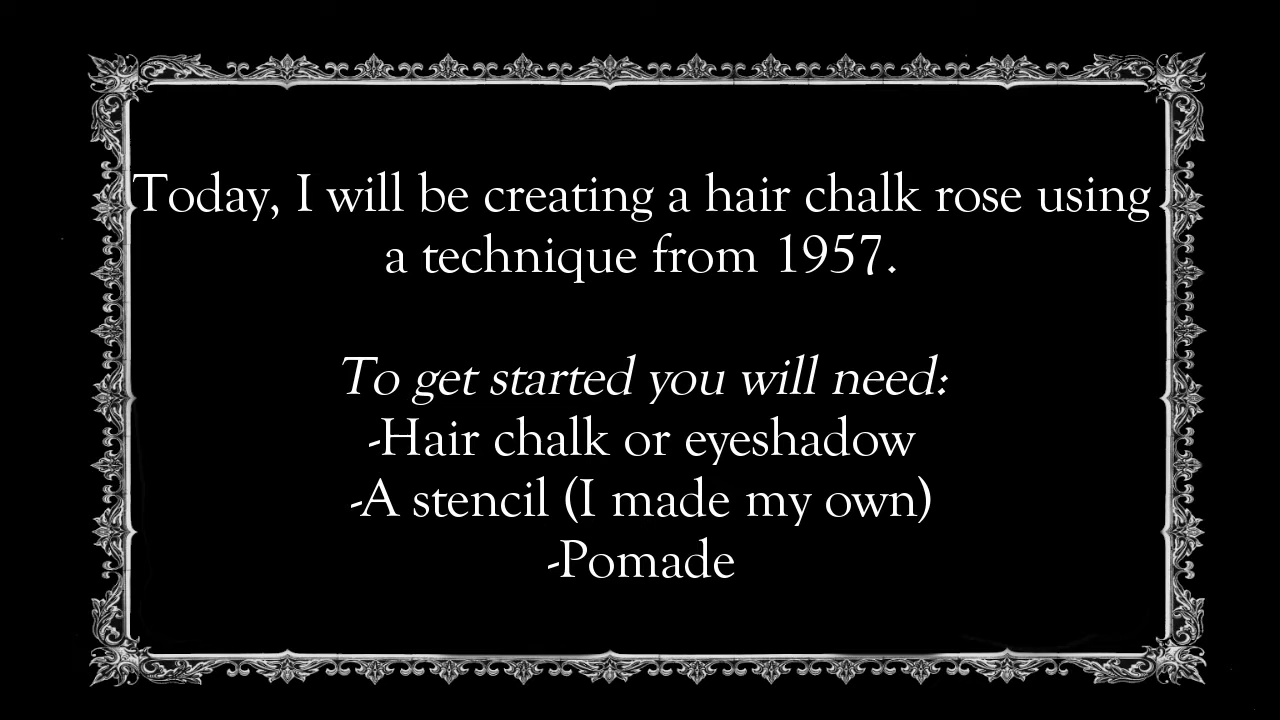 Today, I will be creating a hair chalk rose using
a technique from 1957.
To get started you will need:
-Hair chalk or eyeshadow
-A stencil (I made my own)
-Pomade